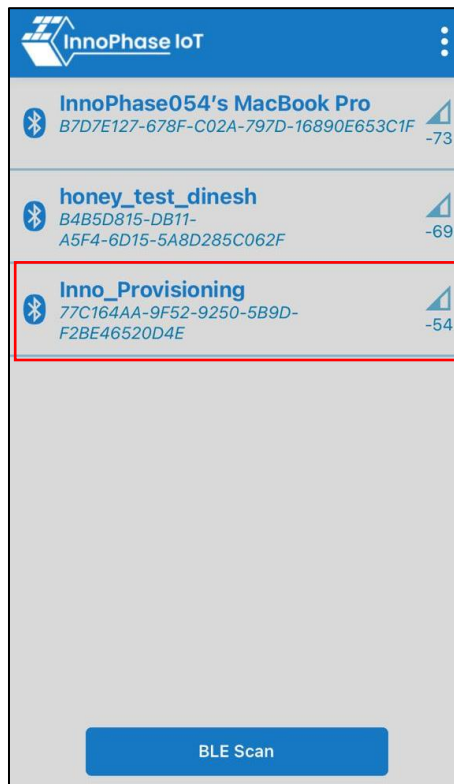 InnoPhase IoT
InnoPhase054's MacBook Pro
B7D7E127-678F-C02A-797D-16890E653C1F
-73
honey_test_dinesh
B4B5D815-DB11-
A5F4-6D15-5A8D285C062F
-69
Inno_Provisioning
77C164AA-9F52-9250-5B9D-
F2BE46520D4E
-54
BLE Scan